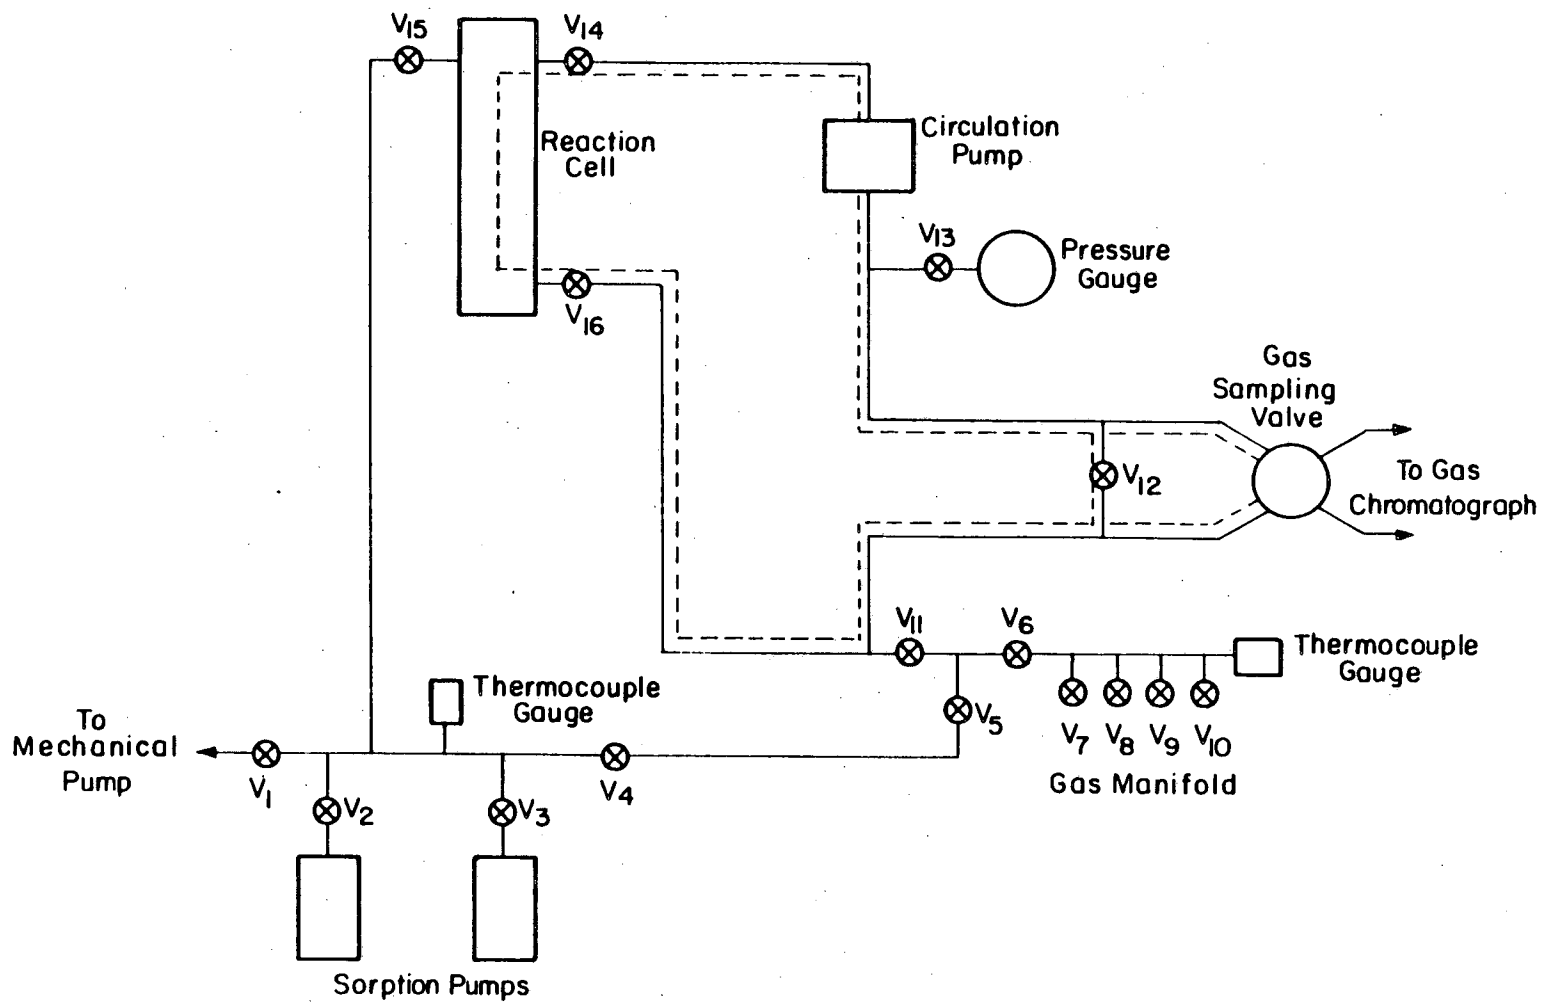 V15
V14
Reaction
Cell
Circulation
Pump
V13
Pressure
Gauge
V16
Gas
Sampling
Valve
V12
To Gas
Chromatograph
V11
V6
Thermocouple
Gauge
Thermocouple
Gauge
V5
V7 V8 V9 V10
Gas Manifold
To
Mechanical
Pump
V1
V2
V3
V4
Sorption Pumps